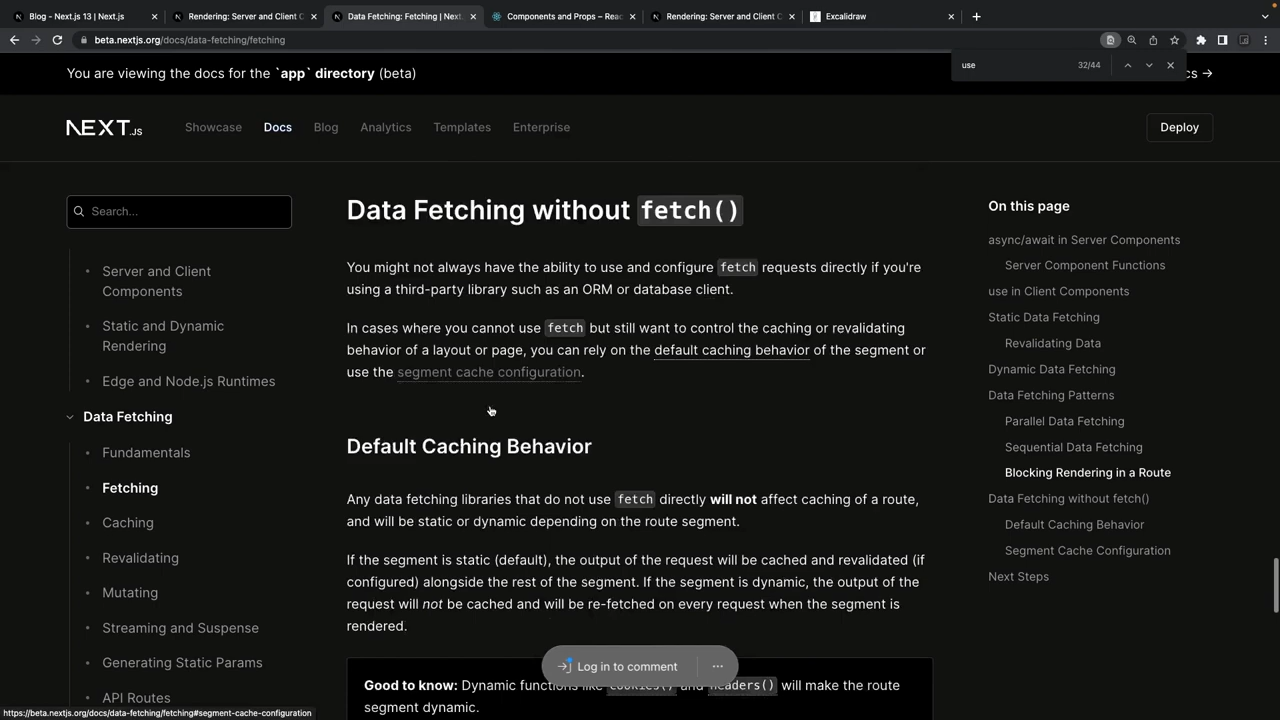 Blog - Next.js 13 | Next.js
Rendering: Server and Client C
Data Fetching: Fetching | Next.
Components and Props – Reac
Rendering: Server and Client C
Excalidraw
beta.nextjs.org/docs/data-fetching/fetching
use
32/44
You are viewing the docs for the `app` directory (beta)
cs →
NEXT.JS
Showcase
Docs
Blog
Analytics
Templates
Enterprise
Deploy
Search...
Server and Client
Components
Static and Dynamic
Rendering
Edge and Node.js Runtimes
Data Fetching
Fundamentals
Fetching
Caching
Revalidating
Mutating
Streaming and Suspense
Generating Static Params
API Routes
Data Fetching without fetch()
You might not always have the ability to use and configure fetch requests directly if you're
using a third-party library such as an ORM or database client.
In cases where you cannot use fetch but still want to control the caching or revalidating
behavior of a layout or page, you can rely on the default caching behavior of the segment or
use the segment cache configuration.
Default Caching Behavior
Any data fetching libraries that do not use fetch directly will not affect caching of a route,
and will be static or dynamic depending on the route segment.
If the segment is static (default), the output of the request will be cached and revalidated (if
configured) alongside the rest of the segment. If the segment is dynamic, the output of the
request will not be cached and will be re-fetched on every request when the segment is
rendered.
Log in to comment
Good to know: Dynamic functions like cookies() and headers() will make the route
segment dynamic.
On this page
async/await in Server Components
Server Component Functions
use in Client Components
Static Data Fetching
Revalidating Data
Dynamic Data Fetching
Data Fetching Patterns
Parallel Data Fetching
Sequential Data Fetching
Blocking Rendering in a Route
Data Fetching without fetch()
Default Caching Behavior
Segment Cache Configuration
Next Steps
https://beta.nextjs.org/docs/data-fetching/fetching#segment-cache-configuration